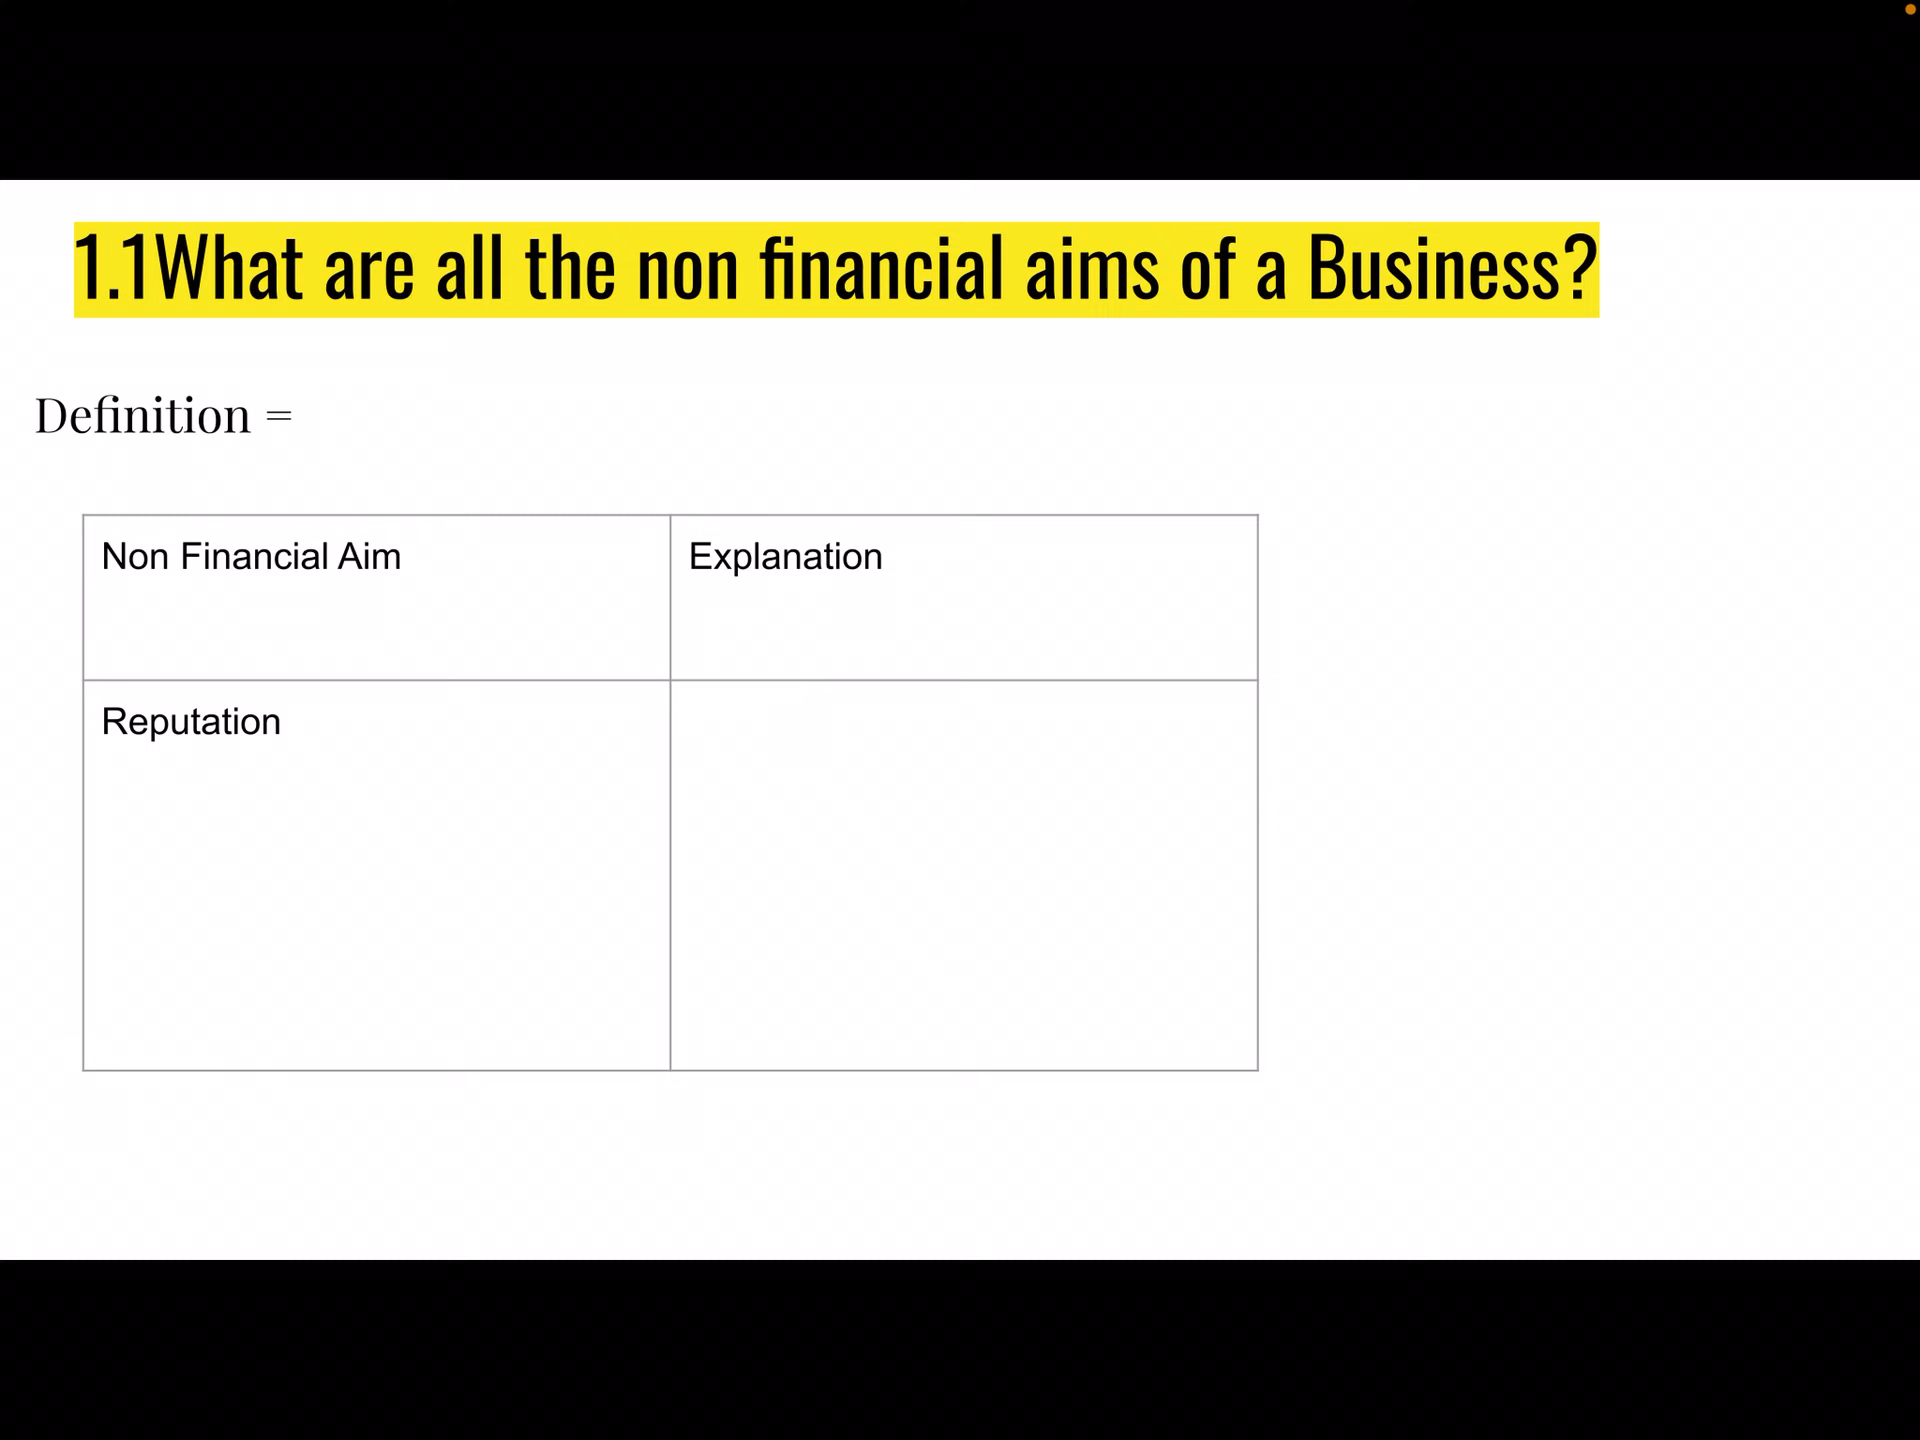 1.1What are all the non financial aims of a Business?
Definition =
Non Financial Aim
Explanation
Reputation